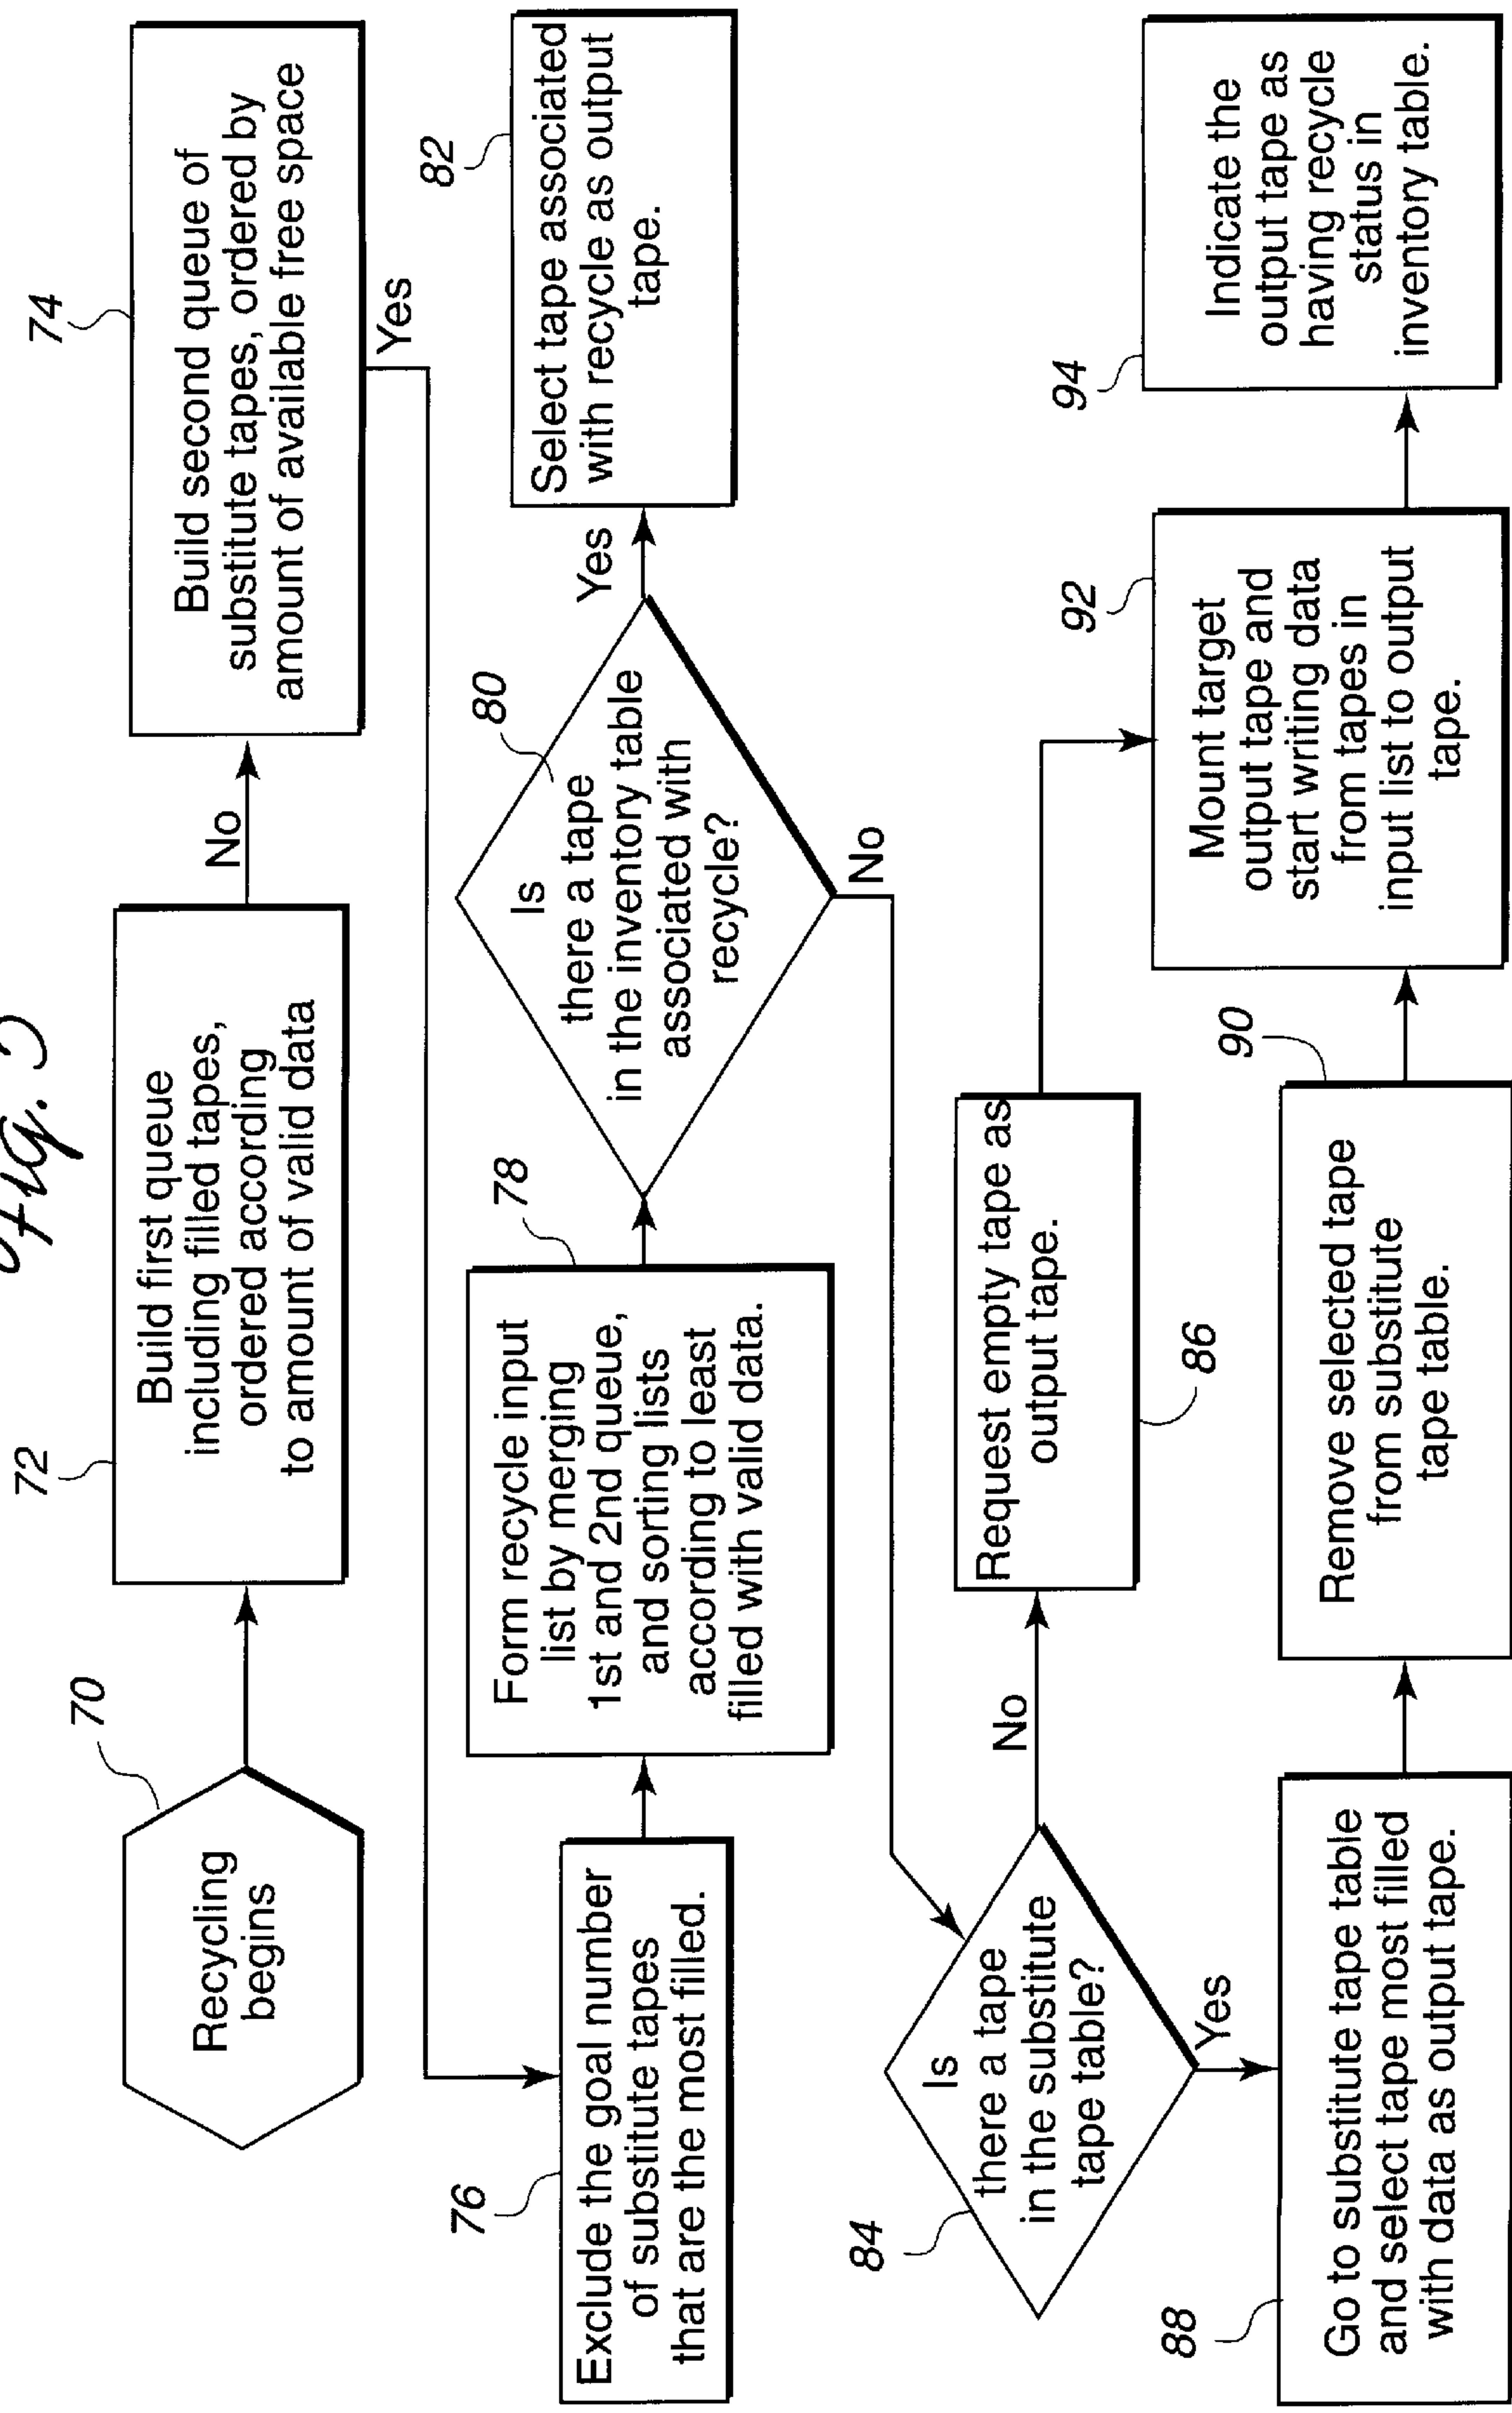 Fig. 5
70
Recycling
begins
72
Build first queue
including filled tapes,
ordered according
to amount of valid data
No
74
Build second queue of
substitute tapes, ordered by
amount of available free space
Yes
76
Exclude the goal number
of substitute tapes
that are the most filled.
78
Form recycle input
list by merging
1st and 2nd queue,
and sorting lists
according to least
filled with valid data.
80
Is
there a tape
in the inventory table
associated with
recycle?
Yes
82
Select tape associated
with recycle as output
tape.
No
84
Is
there a tape
in the substitute
tape table?
No
86
Request empty tape as
output tape.
Yes
88
Go to substitute tape table
and select tape most filled
with data as output tape.
90
Remove selected tape
from substitute
tape table.
92
Mount target
output tape and
start writing data
from tapes in
input list to output
tape.
94
Indicate the
output tape as
having recycle
status in
inventory table.